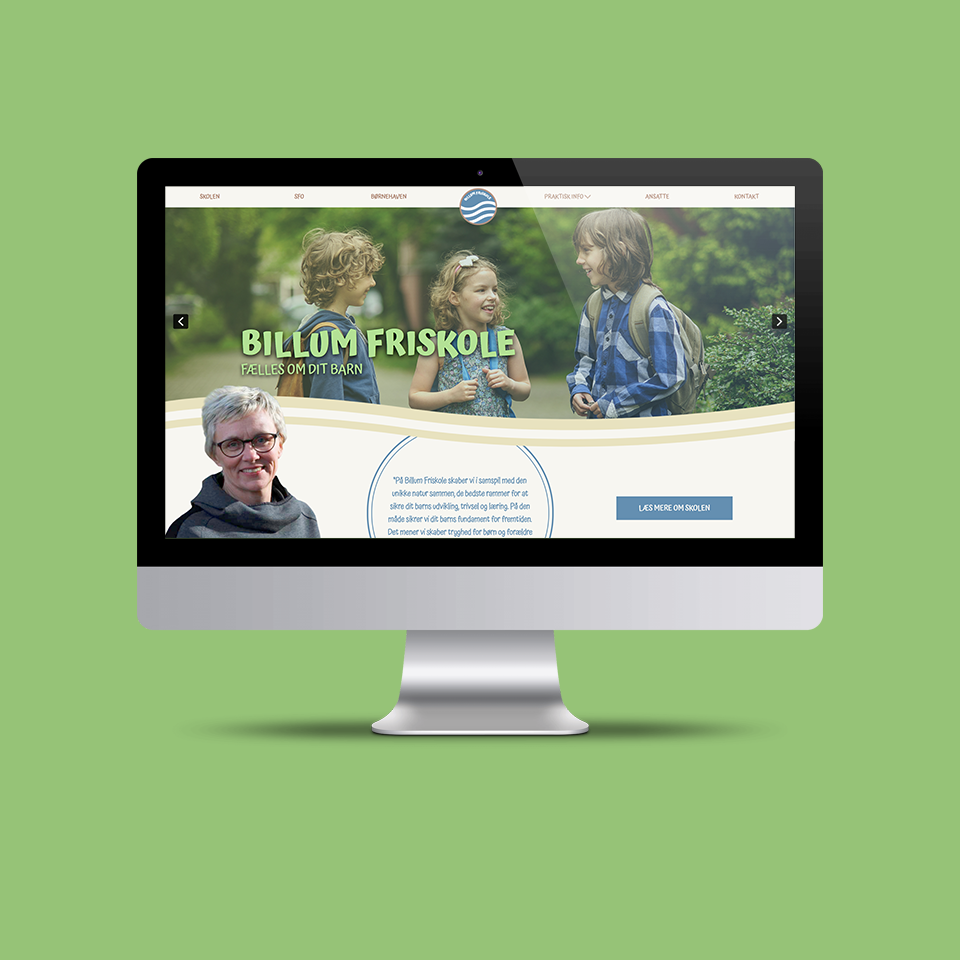 SKOLEN SFO BØRNEHAVEN BILLUM FRISKOLE PRAKTISK INFO ANSATTE KONTAKT
BILLUM FRISKOLE
FÆLLES OM DIT BARN
"På Billum Friskole skaber vi i samspil med den
unikke natur sammen, de bedste rammer for at
sikre dit barns udvikling, trivsel og læring. På den
måde sikrer vi dit barns fundament for fremtiden.
Det mener vi skaber tryghed for børn og forældre
LÆS MERE OM SKOLEN